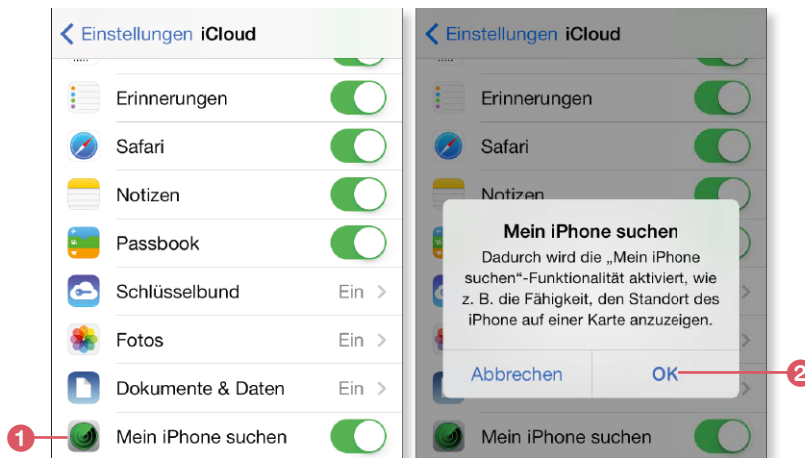 Einstellungen iCloud
Erinnerungen
Safari
Notizen
Passbook
Schlüsselbund Ein
Fotos Ein
Dokumente & Daten Ein
1 Mein iPhone suchen
Einstellungen iCloud
Erinnerungen
Safari
Notizen
Mein iPhone suchen
Dadurch wird die „Mein iPhone
suchen“-Funktionalität aktiviert, wie
z. B. die Fähigkeit, den Standort des
iPhone auf einer Karte anzuzeigen.
Abbrechen OK 2
Mein iPhone suchen